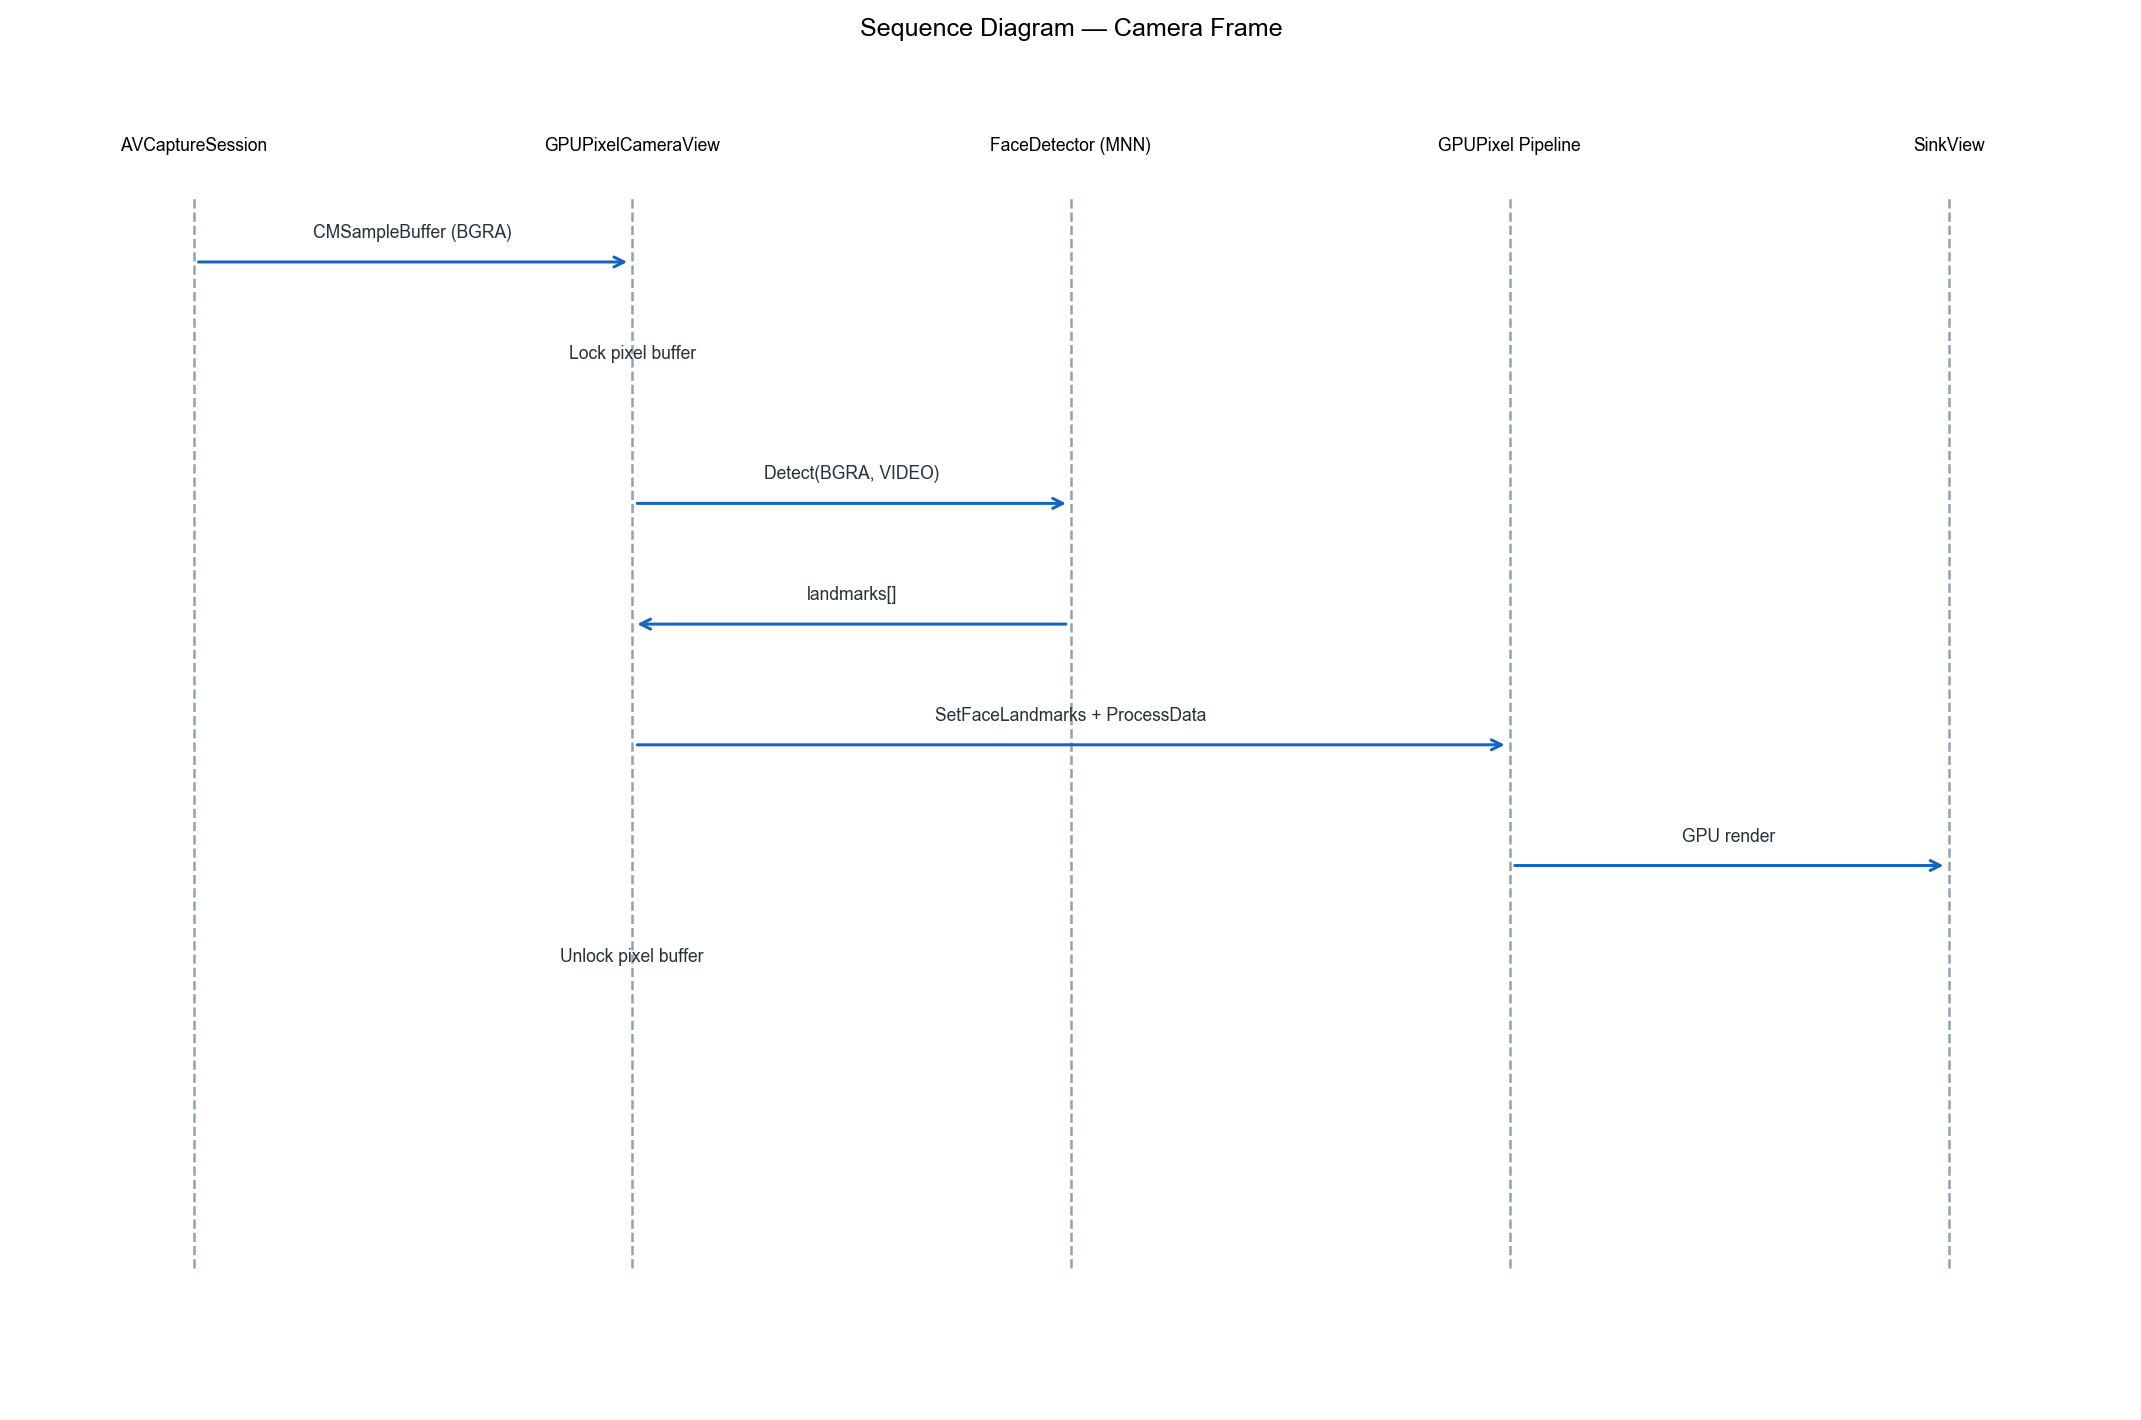 Sequence Diagram — Camera Frame
AVCaptureSession
GPUPixelCameraView
FaceDetector (MNN)
GPUPixel Pipeline
SinkView
CMSampleBuffer (BGRA)
Lock pixel buffer
Detect(BGRA, VIDEO)
landmarks[]
SetFaceLandmarks + ProcessData
GPU render
Unlock pixel buffer